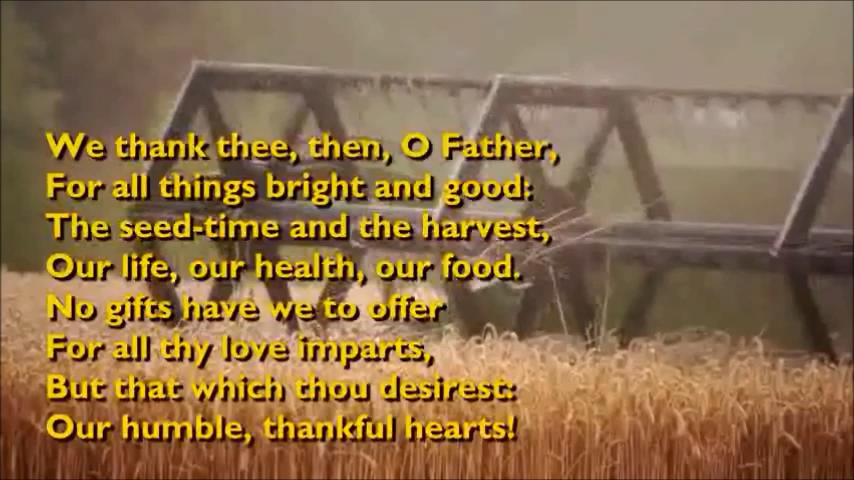 We thank thee, then, O Father,
For all things bright and good:
The seed-time and the harvest,
Our life, our health, our food.
No gifts have we to offer
For all thy love imparts,
But that which thou desirest:
Our humble, thankful hearts!